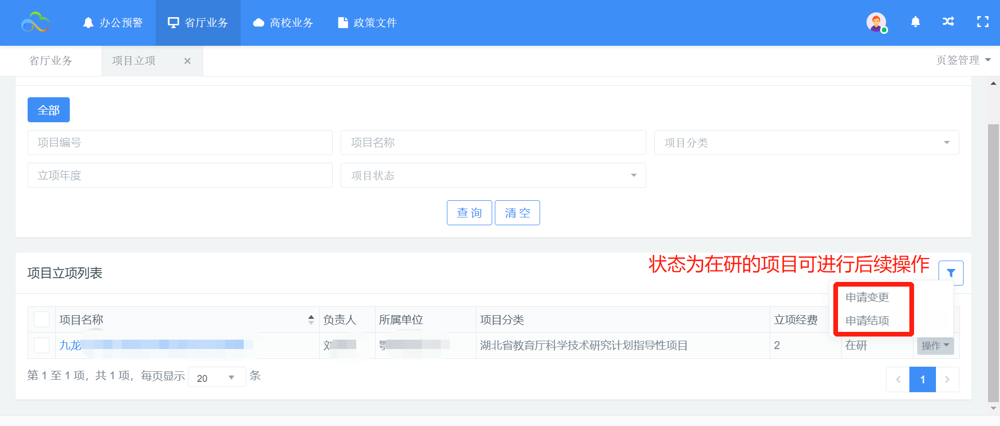 办公预警 省厅业务 高校业务 政策文件
省厅业务 项目立项 × 页签管理
全部
项目编号 项目名称 项目分类
立项年度 项目状态
查 询 清 空
状态为在研的项目可进行后续操作
项目立项列表
申请变更
申请结项
项目名称 负责人 所属单位 项目分类 立项经费
九龙 刘 鄂 湖北省教育厅科学技术研究计划指导性项目 2 在研 操作
第 1 至 1 项，共 1 项，每页显示 20 条
1